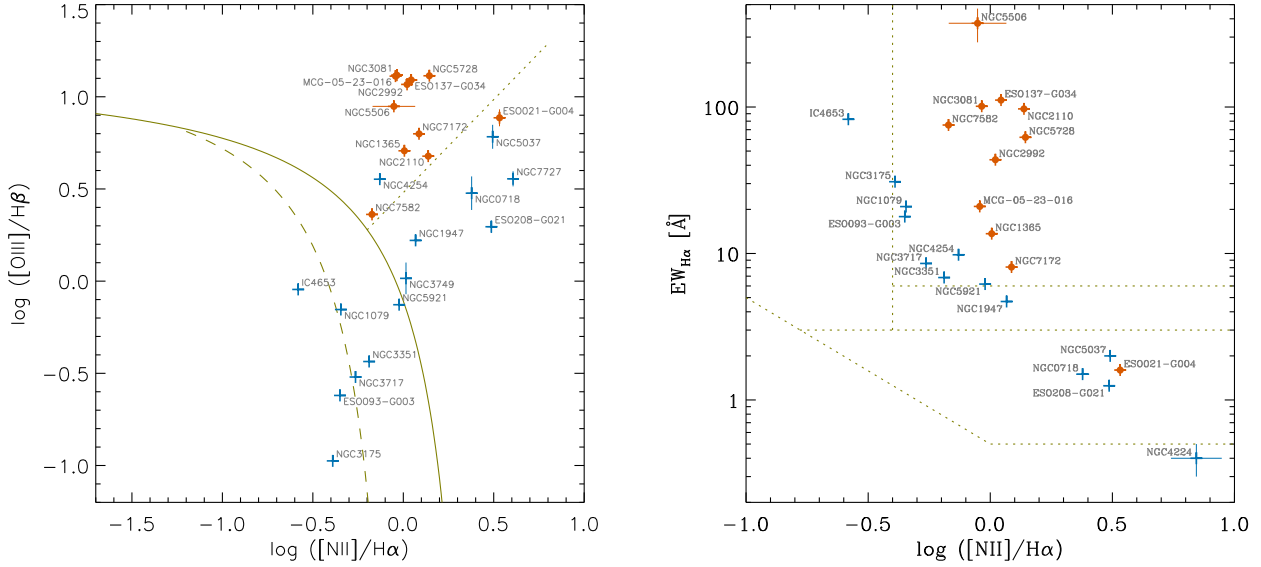 1.5
1.0
0.5
0.0
−0.5
−1.0
log ([OIII]/Hβ)
−1.5
−1.0
−0.5
0.0
0.5
1.0
log ([NII]/Hα)
NGC3081
NGC5728
MCG−05−23−016
ESO137−G034
NGC2992
NGC5506
ESO021−G004
NGC7172
NGC5037
NGC1365
NGC2110
NGC4254
NGC7727
NGC0718
NGC7582
ESO208−G021
NGC1947
NGC3749
IC4653
NGC5921
NGC1079
NGC3351
NGC3717
ESO093−G003
NGC3175
100
10
1
EW_Hα [Å]
−1.0
−0.5
0.0
0.5
1.0
log ([NII]/Hα)
NGC5506
ESO137−G034
NGC3081
IC4653
NGC2110
NGC7582
NGC5728
NGC2992
NGC3175
NGC1079
MCG−05−23−016
ESO093−G003
NGC1365
NGC4254
NGC3717
NGC7172
NGC3351
NGC5921
NGC1947
NGC5037
NGC0718
ESO021−G004
ESO208−G021
NGC4224